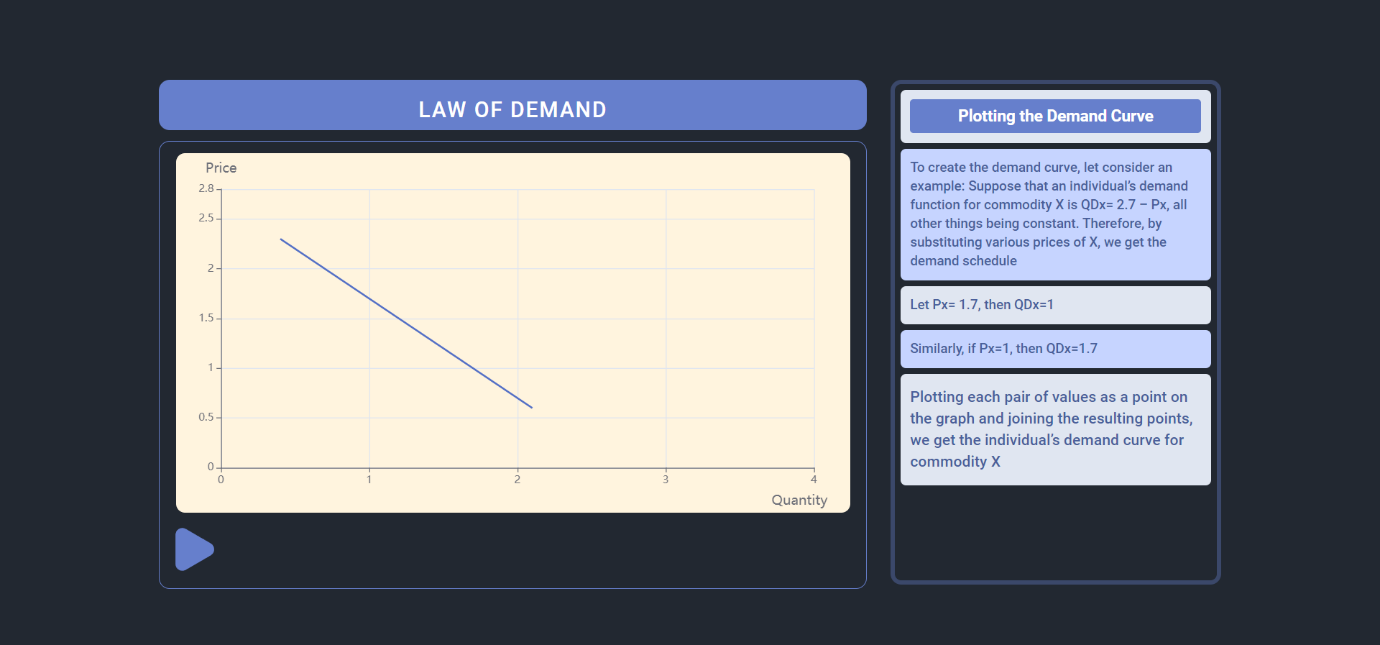 LAW OF DEMAND
Price
2.8
2.5
2
1.5
1
0.5
0
0 1 2 3 4
Quantity
Plotting the Demand Curve
To create the demand curve, let consider an
example: Suppose that an Individual's demand
function for commodity X is QDx= 2.7 – Px, all
other things being constant. Therefore, by
substituting various prices of X, we get the
demand schedule
Let Px= 1.7, then QDx=1
Similarly, if Px=1, then QDx=1.7
Plotting each pair of values as a point on
the graph and joining the resulting points,
we get the individual's demand curve for
commodity X